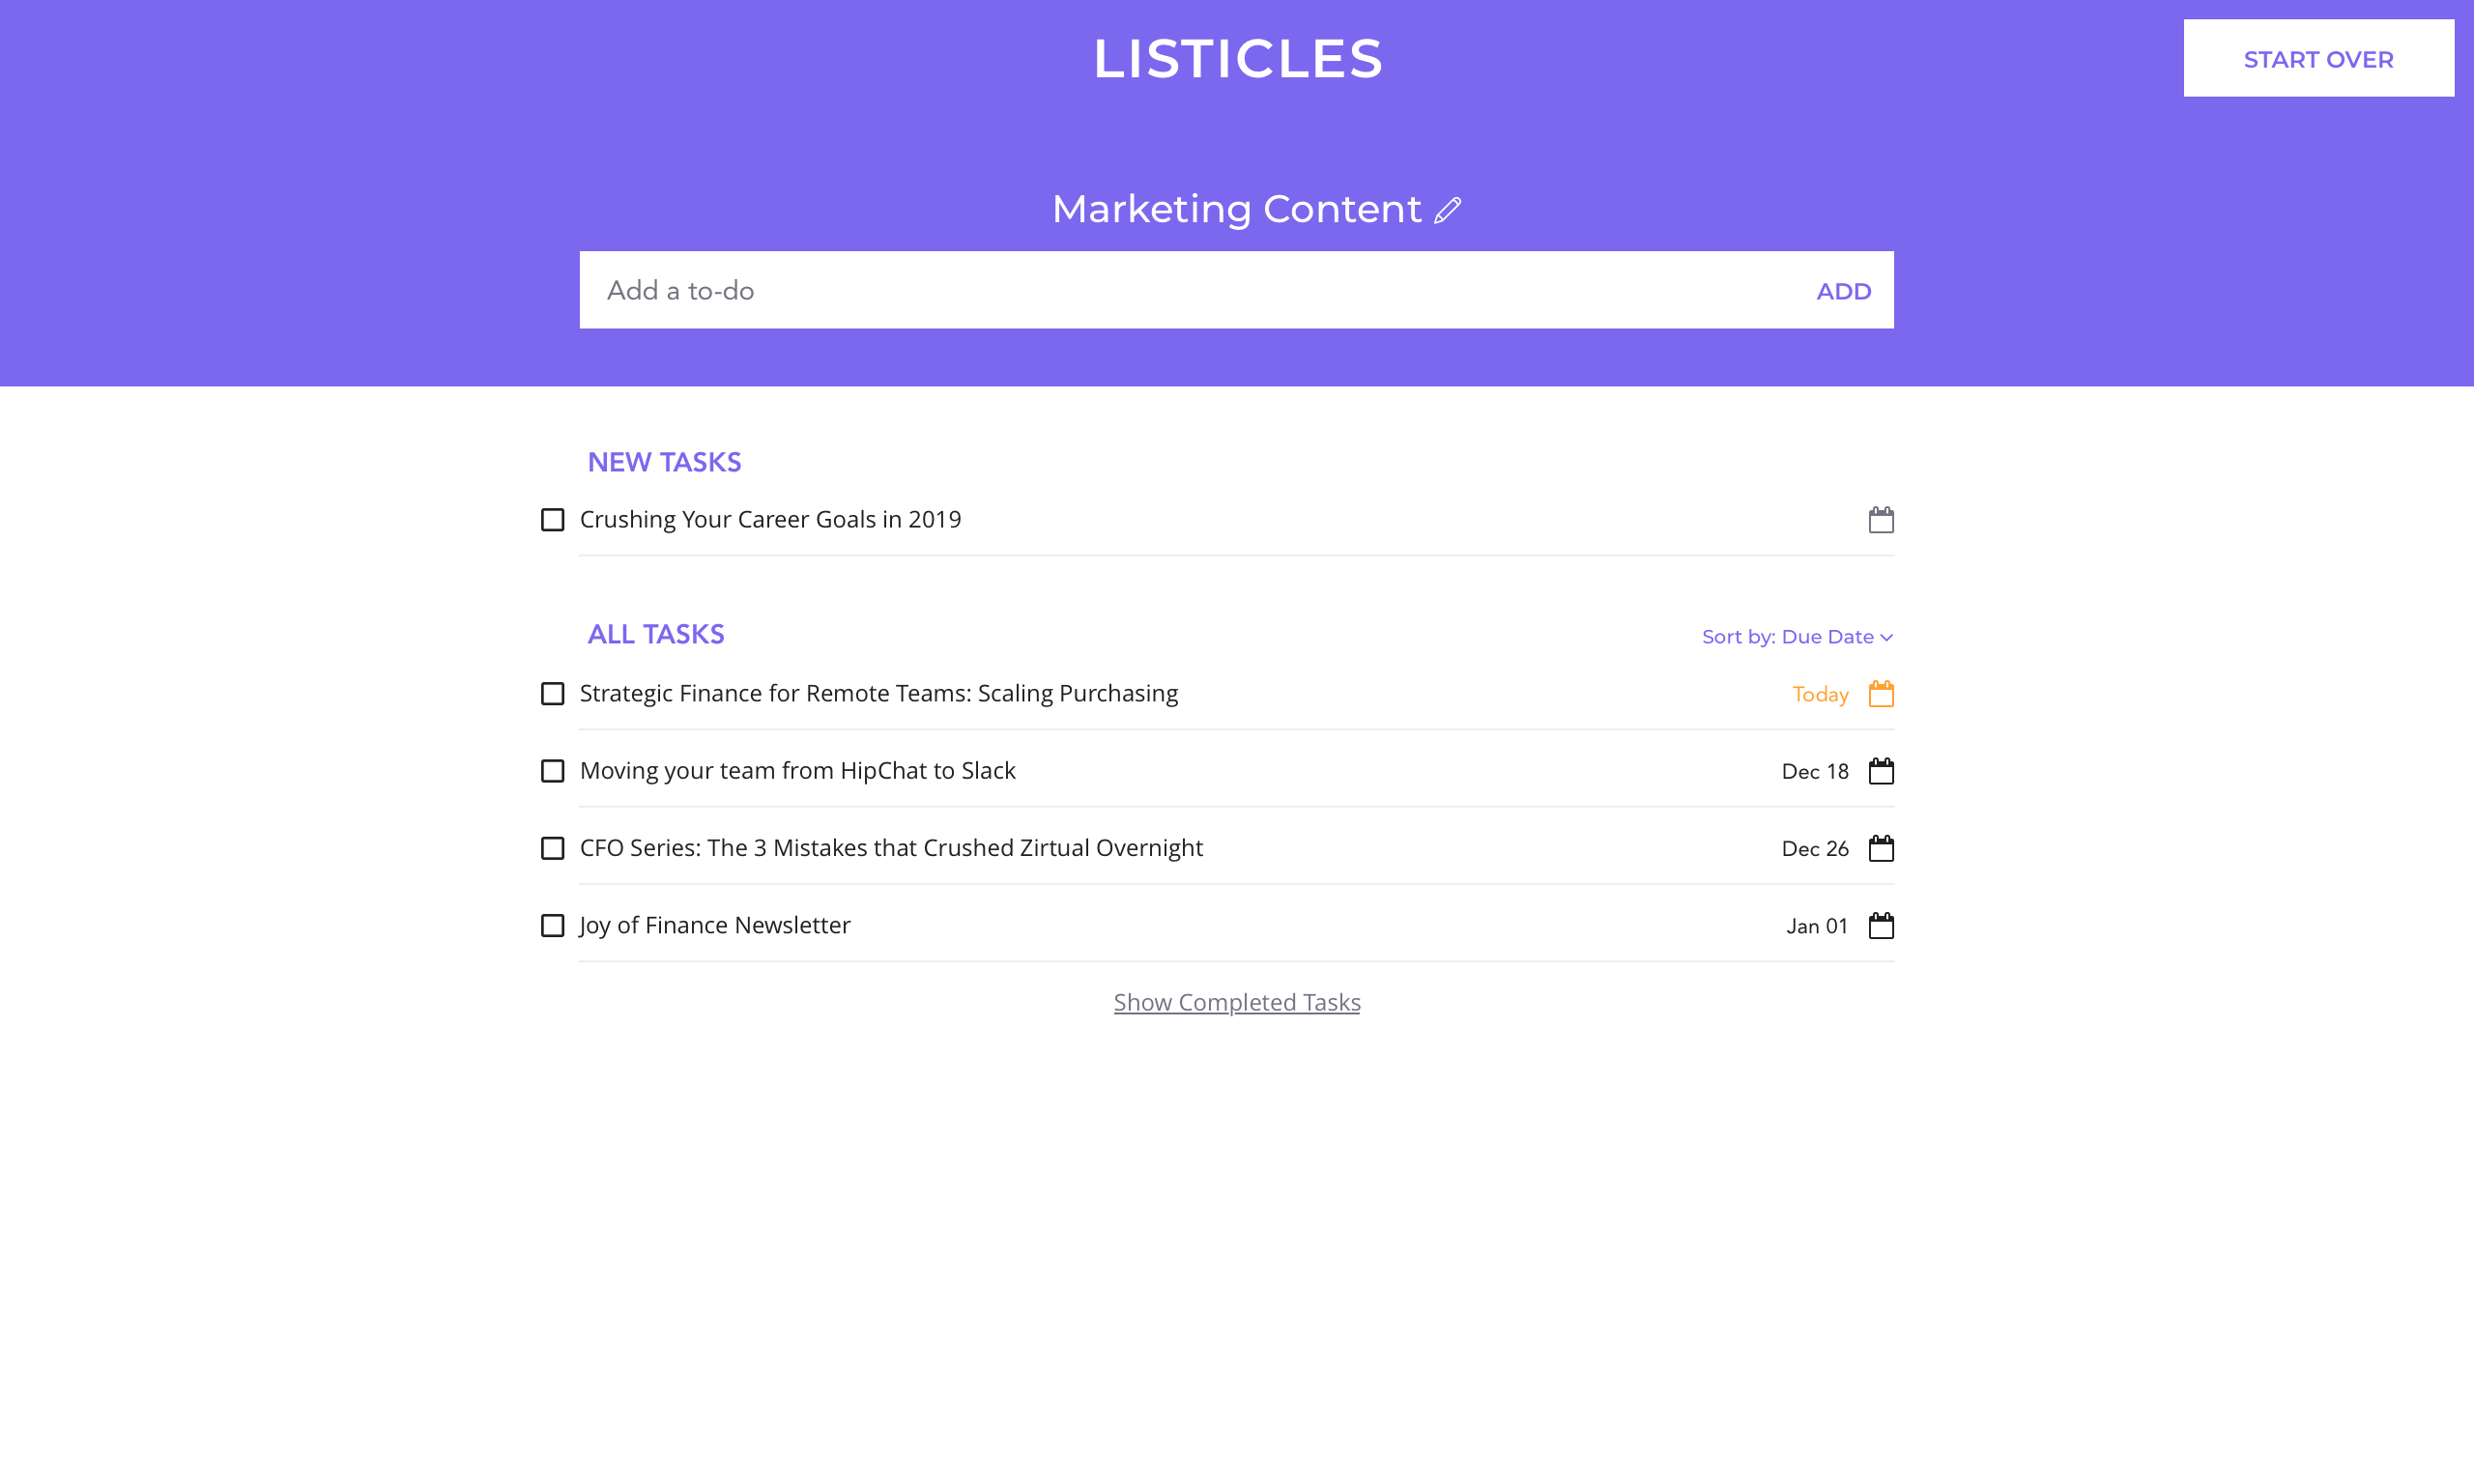 LISTICLES
START OVER
Marketing Content
Add a to-do
ADD
NEW TASKS
Crushing Your Career Goals in 2019
ALL TASKS
Sort by: Due Date
Strategic Finance for Remote Teams: Scaling Purchasing
Today
Moving your team from HipChat to Slack
Dec 18
CFO Series: The 3 Mistakes that Crushed Zirtual Overnight
Dec 26
Joy of Finance Newsletter
Jan 01
Show Completed Tasks